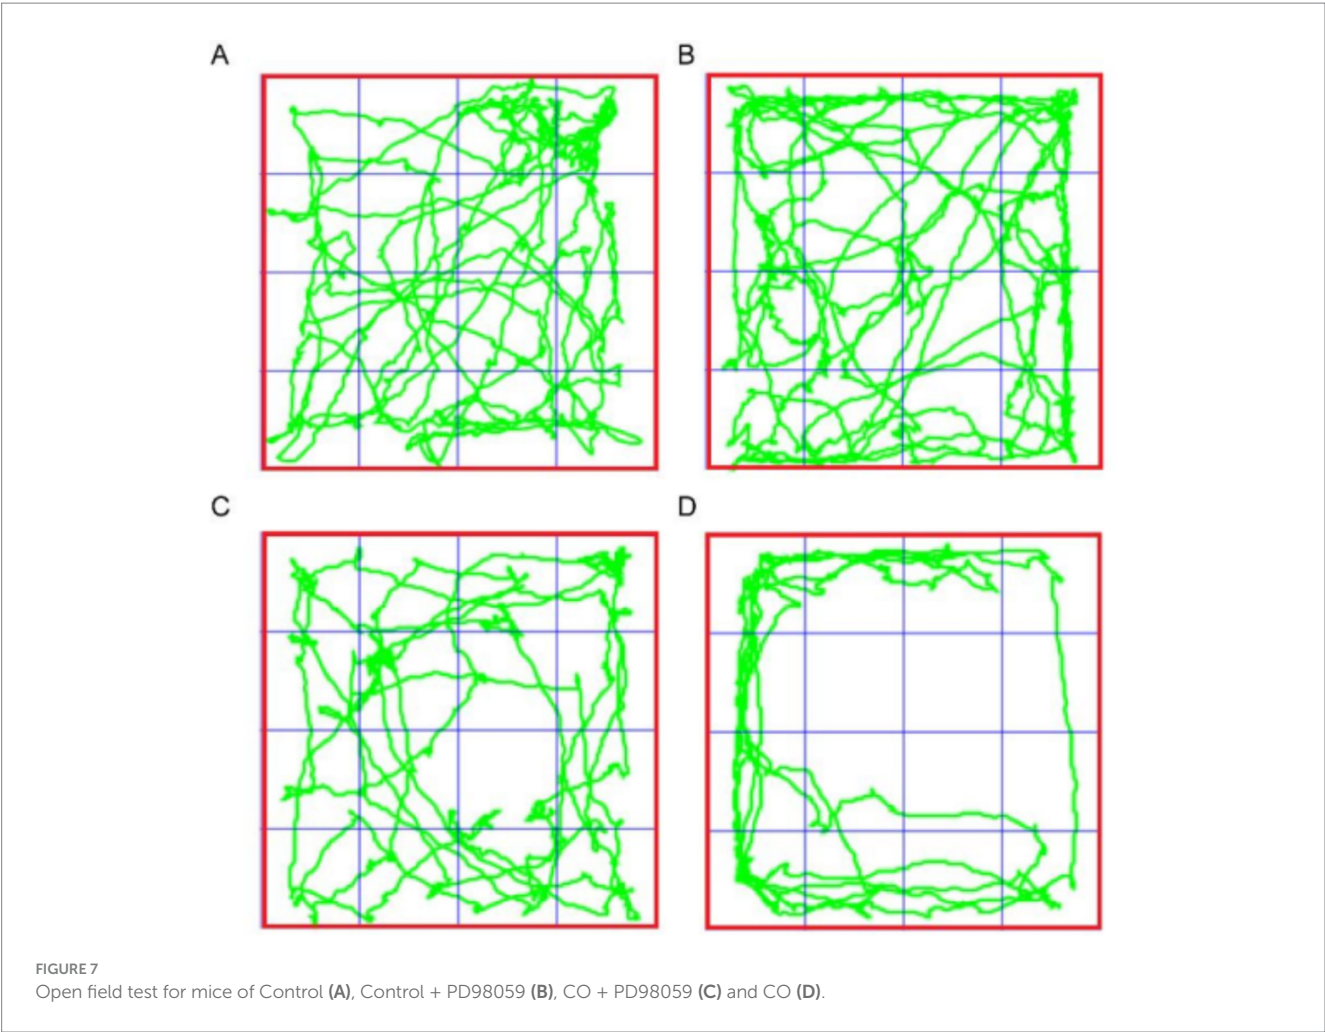 A
B
C
D
FIGURE 7
Open field test for mice of Control (A), Control + PD98059 (B), CO + PD98059 (C) and CO (D).